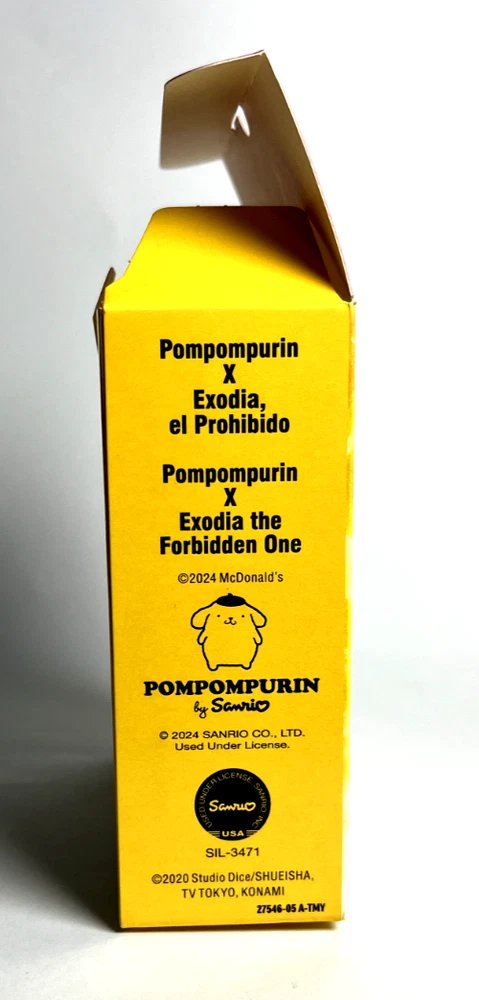 Pompompurin
X
Exodia,
el Prohibido
Pompompurin
X
Exodia the
Forbidden One
©2024 McDonald's
POMPOMPURIN
by Sanrio
© 2024 SANRIO CO., LTD.
Used Under License.
USED UNDER LICENSE SANRIO INC
Sanrio
USA
SIL-3471
©2020 Studio Dice/SHUEISHA,
TV TOKYO, KONAMI
27546-05 A-TMY